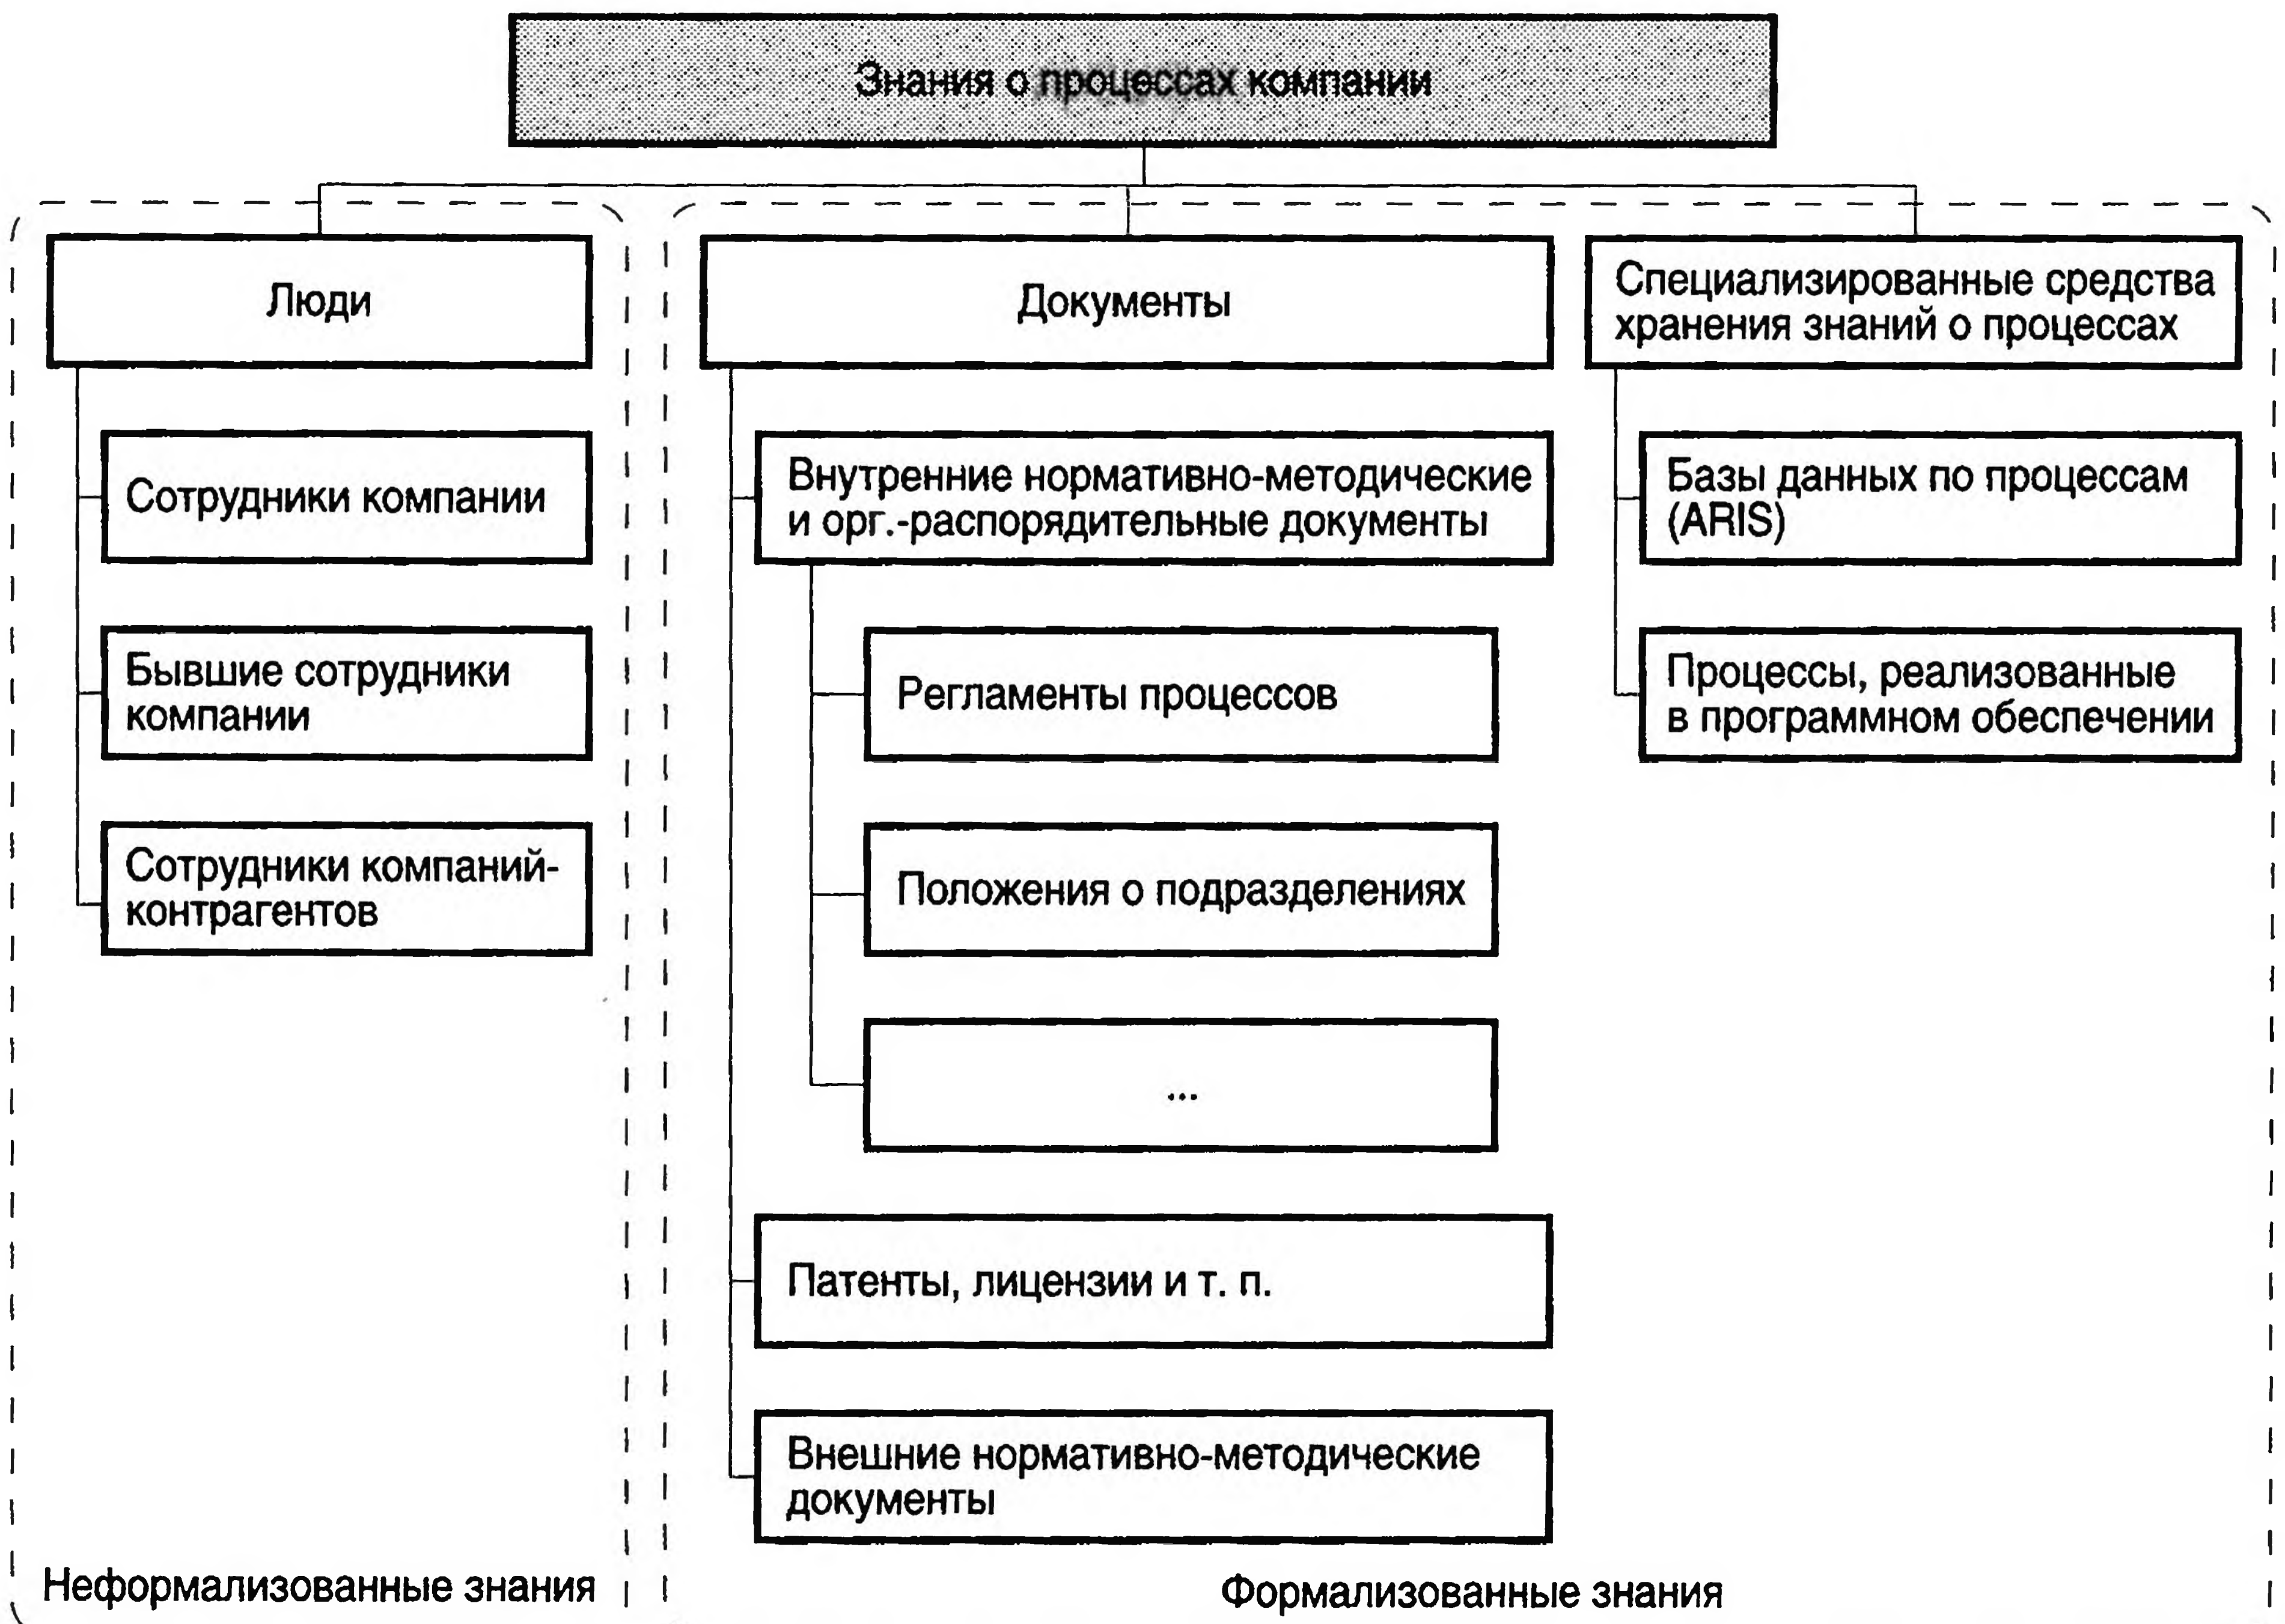 Знания о процессах компании
Люди
Сотрудники компании
Бывшие сотрудники
компании
Сотрудники компаний-
контрагентов
Неформализованные знания
Документы
Внутренние нормативно-методические
и орг.-распорядительные документы
Регламенты процессов
Положения о подразделениях
...
Патенты, лицензии и т. п.
Внешние нормативно-методические
документы
Специализированные средства
хранения знаний о процессах
Базы данных по процессам
(ARIS)
Процессы, реализованные
в программном обеспечении
Формализованные знания